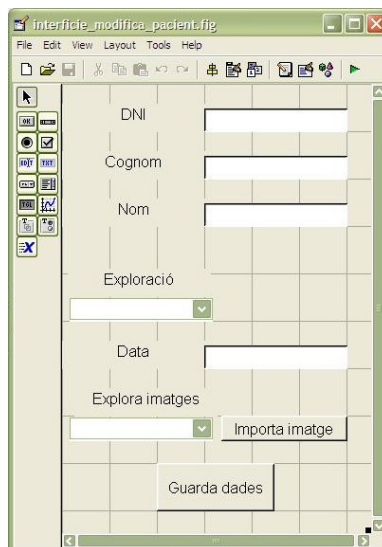 interficie_modifica_pacient.fig
File Edit View Layout Tools Help
DNI
Cognom
Nom
Exploració
Data
Explora imatges
Importa imatge
Guarda dades